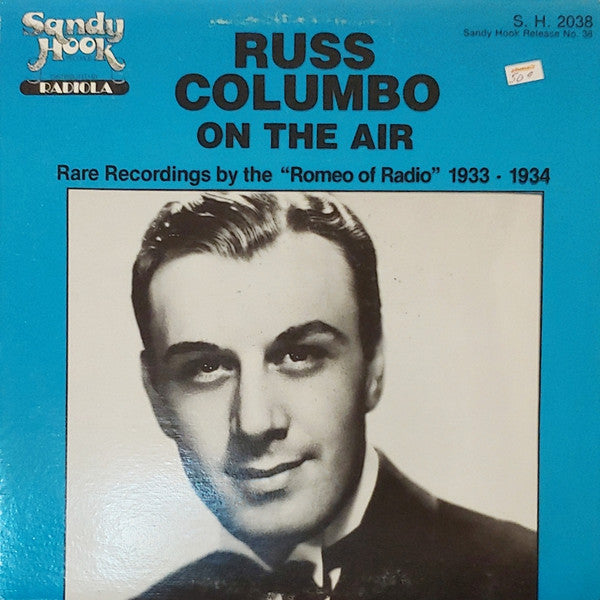 Sandy
Hook
RADIOLA
S. H. 2038
Sandy Hook Release No. 38
RUSS
COLUMBO
ON THE AIR
Rare Recordings by the “Romeo of Radio” 1933 - 1934